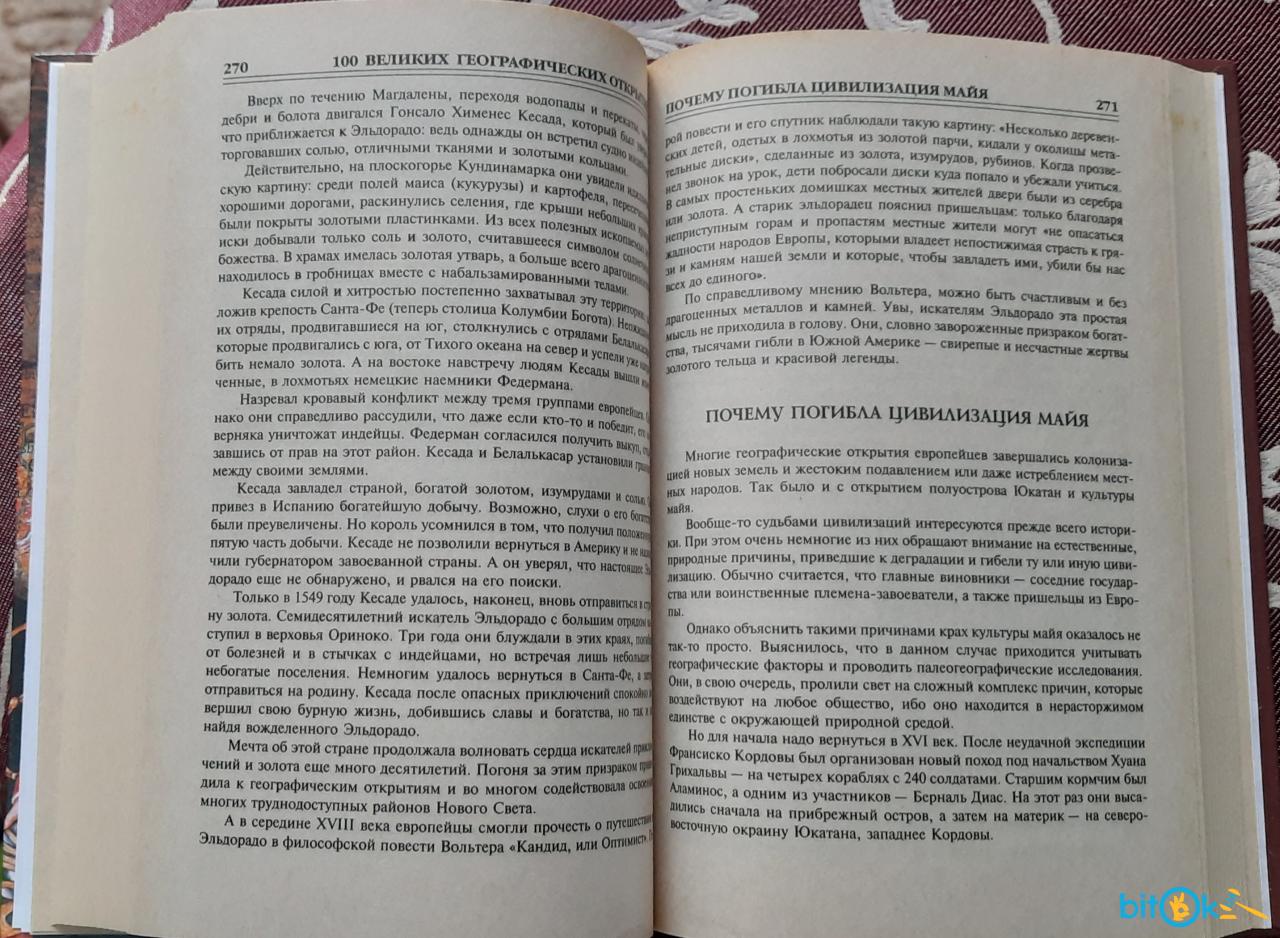 270 100 ВЕЛИКИХ ГЕОГРАФИЧЕСКИХ
Вверх по течению Магдалены, переходя водопады и перекаты,
дебри и болота двигался Гонсало Хименес Кесада, который был
что приближается к Эльдорадо: ведь однажды он встретил судно
торговавших солью, отличными тканями и золотыми кольцами.
Действительно, на плоскогорье Кундинамарка они увидели
скую картину: среди полей маиса (кукурузы) и картофеля,
хорошими дорогами, раскинулись селения, где крыши небольших
были покрыты золотыми пластинками. Из всех полезных ископаемых
иски добывали только соль и золото, считавшееся символом
божества. В храмах имелась золотая утварь, а больше всего
находилось в гробницах вместе с набальзамированными телами.
Кесада силой и хитростью постепенно захватывал эту территорию,
ложив крепость Санта-Фе (теперь столица Колумбии Богота).
их отряды, продвигавшиеся на юг, столкнулись с отрядами
которые продвигались с юга, от Тихого океана на север и успели уже
бить немало золота. А на востоке навстречу людям Кесады вышли
ченные, в лохмотьях немецкие наемники Федермана.
Назревал кровавый конфликт между тремя группами европейцев.
нако они справедливо рассудили, что даже если кто-то и победит, его
верняка уничтожат индейцы. Федерман согласился получить выкуп,
завшись от прав на этот район. Кесада и Белалькасар установили
между своими землями.
Кесада завладел страной, богатой золотом, изумрудами и солью.
привез в Испанию богатейшую добычу. Возможно, слухи о его
были преувеличены. Но король усомнился в том, что получил
пятую часть добычи. Кесаде не позволили вернуться в Америку и не
чили губернатором завоеванной страны. А он уверял, что настоящее
дорадо еще не обнаружено, и рвался на его поиски.
Только в 1549 году Кесаде удалось, наконец, вновь отправиться в
ну золота. Семидесятилетний искатель Эльдорадо с большим отрядом
ступил в верховья Ориноко. Три года они блуждали в этих краях,
от болезней и в стычках с индейцами, но встречая лишь небольшие
небогатые поселения. Немногим удалось вернуться в Санта-Фе, а
отправиться на родину. Кесада после опасных приключений спокойно
вершил свою бурную жизнь, добившись славы и богатства, но так и
найдя вожделенного Эльдорадо.
Мечта об этой стране продолжала волновать сердца искателей
чений и золота еще много десятилетий. Погоня за этим призраком
дила к географическим открытиям и во многом содействовала
многих труднодоступных районов Нового Света.
А в середине XVIII века европейцы смогли прочесть о путешествии
Эльдорадо в философской повести Вольтера «Кандид, или Оптимист».
ПОЧЕМУ ПОГИБЛА ЦИВИЛИЗАЦИЯ МАЙЯ 271
рой повести и его спутник наблюдали такую картину: «Несколько деревен-
ских детей, одетых в лохмотья из золотой парчи, кидали у околицы мета-
тельные диски», сделанные из золота, изумрудов, рубинов. Когда прозве-
нел звонок на урок, дети побросали диски куда попало и убежали учиться.
В самых простеньких домишках местных жителей двери были из серебра
или золота. А старик эльдорадец пояснил пришельцам: только благодаря
неприступным горам и пропастям местные жители могут «не опасаться
жадности народов Европы, которыми владеет непостижимая страсть к гря-
зи и камням нашей земли и которые, чтобы завладеть ими, убили бы нас
всех до единого».
По справедливому мнению Вольтера, можно быть счастливым и без
драгоценных металлов и камней. Увы, искателям Эльдорадо эта простая
мысль не приходила в голову. Они, словно завороженные призраком богат-
ства, тысячами гибли в Южной Америке — свирепые и несчастные жертвы
золотого тельца и красивой легенды.
ПОЧЕМУ ПОГИБЛА ЦИВИЛИЗАЦИЯ МАЙЯ
Многие географические открытия европейцев завершались колониза-
цией новых земель и жестоким подавлением или даже истреблением мест-
ных народов. Так было и с открытием полуострова Юкатан и культуры
майя.
Вообще-то судьбами цивилизаций интересуются прежде всего истори-
ки. При этом очень немногие из них обращают внимание на естественные,
природные причины, приведшие к деградации и гибели ту или иную циви-
лизацию. Обычно считается, что главные виновники — соседние государ-
ства или воинственные племена-завоеватели, а также пришельцы из Евро-
пы.
Однако объяснить такими причинами крах культуры майя оказалось не
так-то просто. Выяснилось, что в данном случае приходится учитывать
географические факторы и проводить палеогеографические исследования.
Они, в свою очередь, пролили свет на сложный комплекс причин, которые
воздействуют на любое общество, ибо оно находится в нерасторжимом
единстве с окружающей природной средой.
Но для начала надо вернуться в XVI век. После неудачной экспедиции
Франсиско Кордовы был организован новый поход под начальством Хуана
Грихальвы — на четырех кораблях с 240 солдатами. Старшим кормчим был
Аламинос, а одним из участников — Берналь Диас. На этот раз они выса-
дились сначала на прибрежный остров, а затем на материк — на северо-
восточную окраину Юкатана, западнее Кордовы.
bitOk